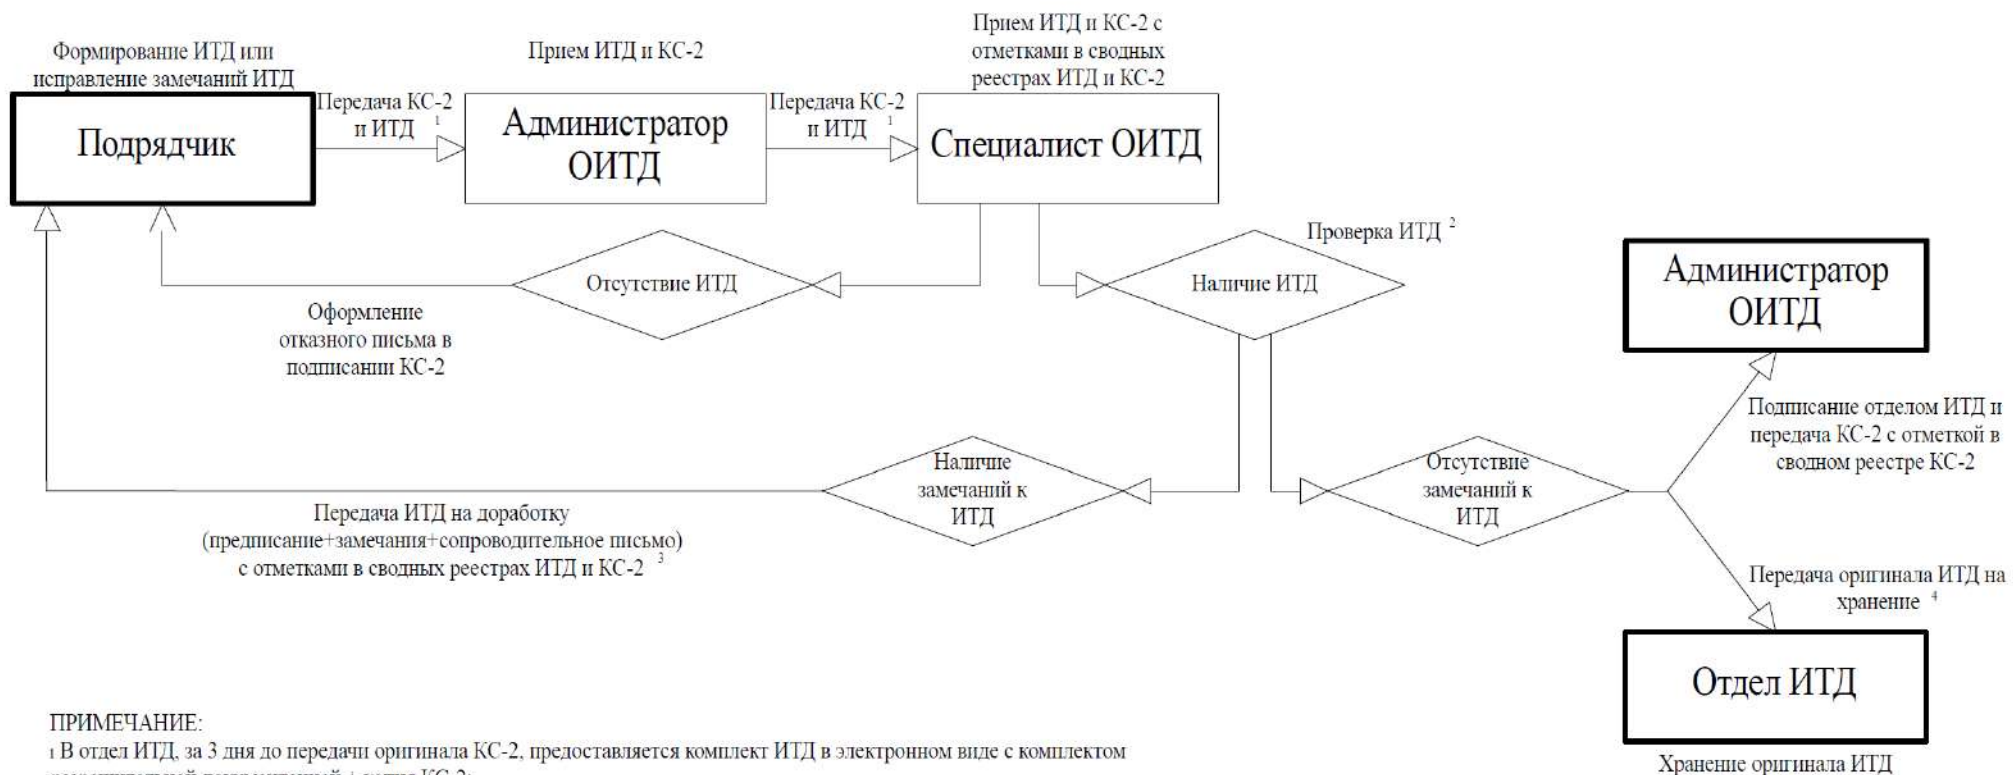 Формирование ИТД или
исправление замечаний ИТД
Подрядчик
Передача КС-2
и ИТД 1
Прием ИТД и КС-2
Администратор
ОИТД
Передача КС-2
и ИТД 1
Прием ИТД и КС-2 с
отметками в сводных
реестрах ИТД и КС-2
Специалист ОИТД
Отсутствие ИТД
Оформление
отказного письма в
подписании КС-2
Проверка ИТД 2
Наличие ИТД
Наличие
замечаний к
ИТД
Передача ИТД на доработку
(предписание+замечания+сопроводительное письмо)
с отметками в сводных реестрах ИТД и КС-2 3
Отсутствие
замечаний к
ИТД
Администратор
ОИТД
Подписание отделом ИТД и
передача КС-2 с отметкой в
сводном реестре КС-2
Передача оригинала ИТД на
хранение 4
Отдел ИТД
Хранение оригинала ИТД
ПРИМЕЧАНИЕ:
1 В отдел ИТД, за 3 дня до передачи оригинала КС-2, предоставляется комплект ИТД в электронном виде с комплектом